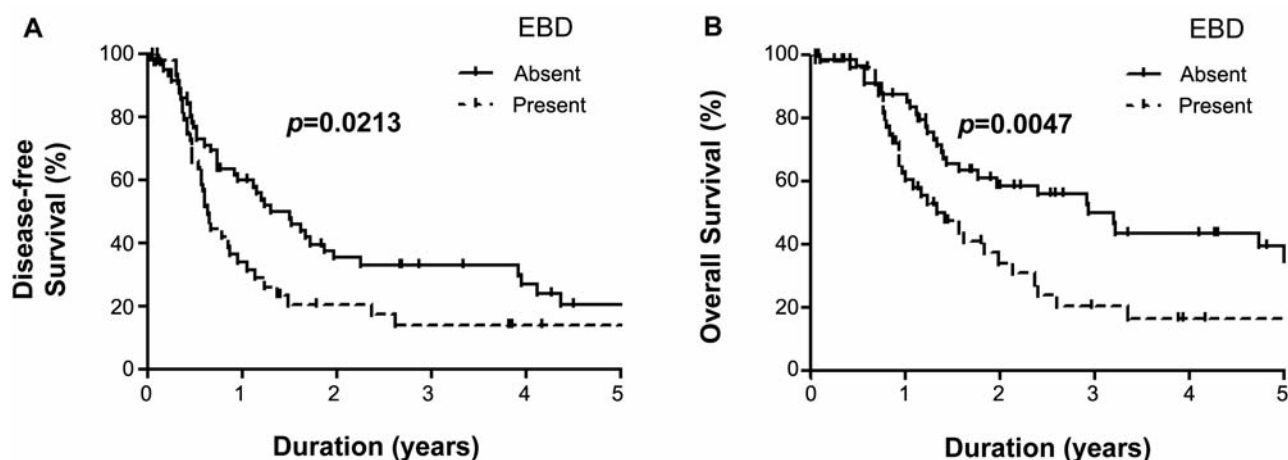 A
EBD
Absent
Present
p=0.0213
Disease-free
Survival (%)
100
80
60
40
20
0
0 1 2 3 4 5
Duration (years)
B
EBD
Absent
Present
p=0.0047
Overall Survival (%)
100
80
60
40
20
0
0 1 2 3 4 5
Duration (years)